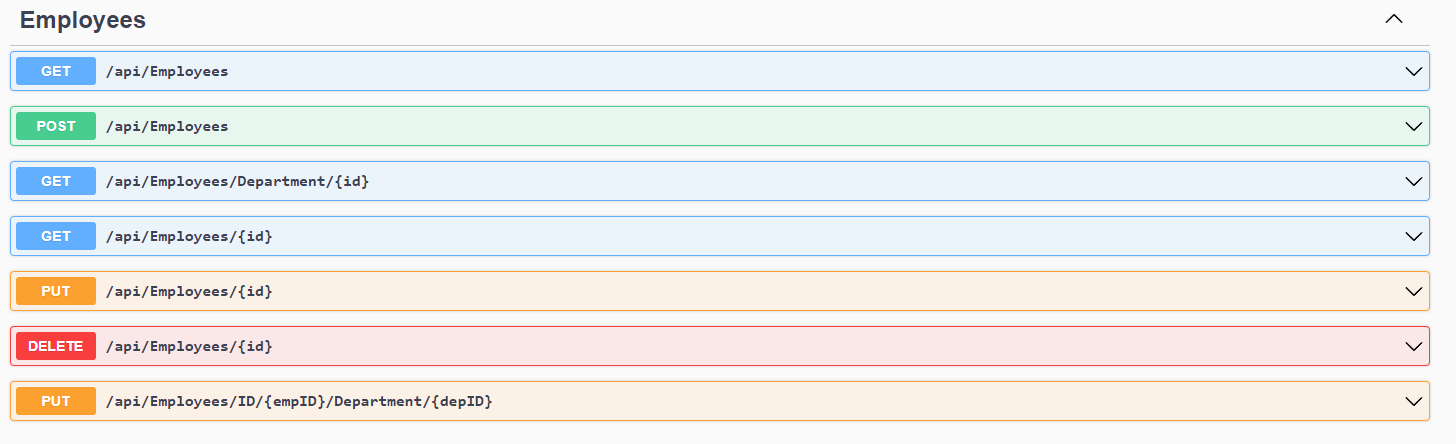 Employees
GET /api/Employees
POST /api/Employees
GET /api/Employees/Department/{id}
GET /api/Employees/{id}
PUT /api/Employees/{id}
DELETE /api/Employees/{id}
PUT /api/Employees/ID/{empID}/Department/{depID}